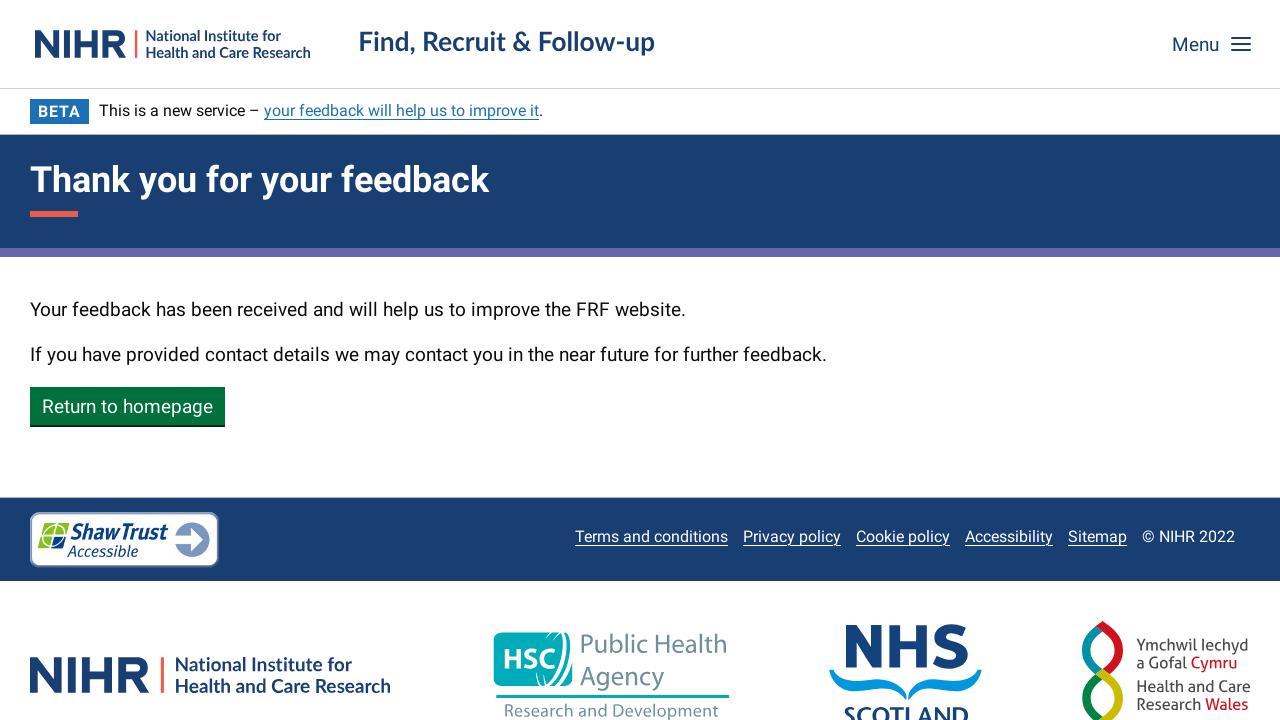 NIHR | National Institute for
Health and Care Research
Find, Recruit & Follow-up
Menu
BETA This is a new service – your feedback will help us to improve it.
Thank you for your feedback
Your feedback has been received and will help us to improve the FRF website.
If you have provided contact details we may contact you in the near future for further feedback.
Return to homepage
ShawTrust
Accessible
Terms and conditions Privacy policy Cookie policy Accessibility Sitemap © NIHR 2022
NIHR | National Institute for
Health and Care Research
HSC Public Health
Agency
Research and Development
NHS
SCOTLAND
Ymchwil Iechyd
a Gofal Cymru
Health and Care
Research Wales